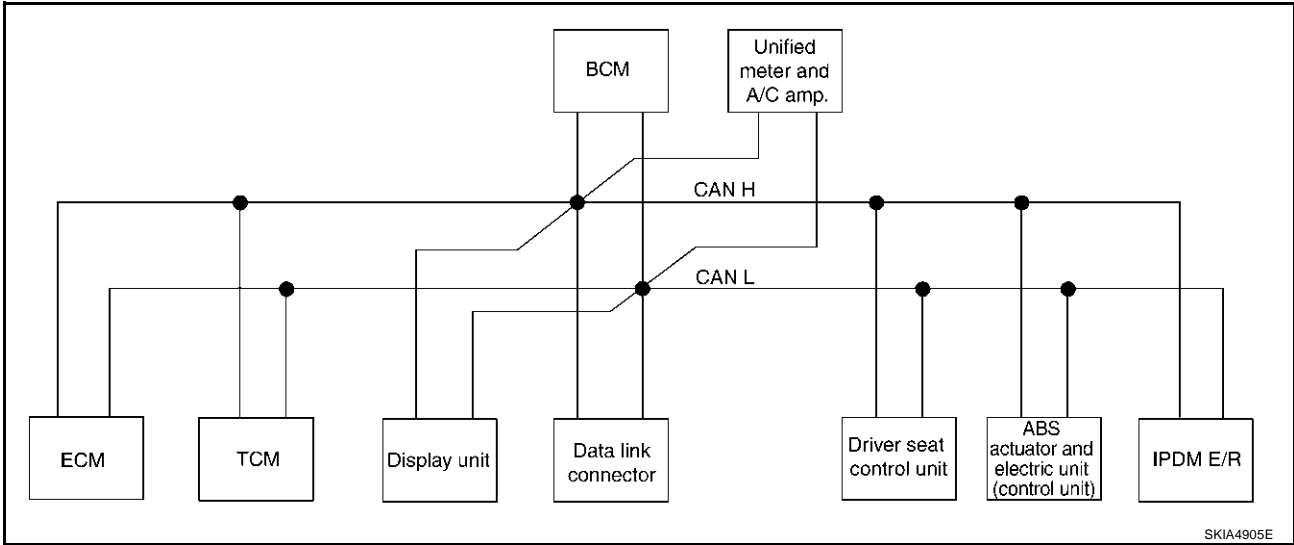 BCM
Unified
meter and
A/C amp.
CAN H
CAN L
ECM
TCM
Display unit
Data link
connector
Driver seat
control unit
ABS
actuator and
electric unit
(control unit)
IPDM E/R
SKIA4905E